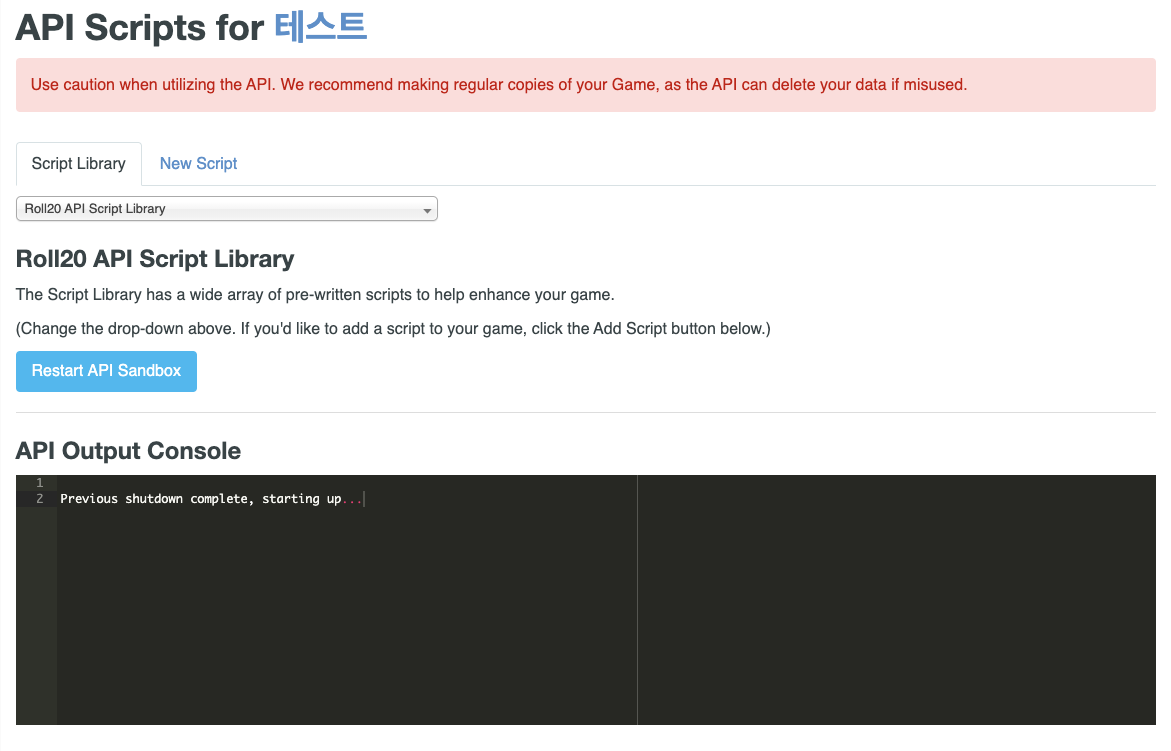 API Scripts for 테스트
Use caution when utilizing the API. We recommend making regular copies of your Game, as the API can delete your data if misused.
Script Library New Script
Roll20 API Script Library
Roll20 API Script Library
The Script Library has a wide array of pre-written scripts to help enhance your game.
(Change the drop-down above. If you'd like to add a script to your game, click the Add Script button below.)
Restart API Sandbox
API Output Console
1
2 Previous shutdown complete, starting up...